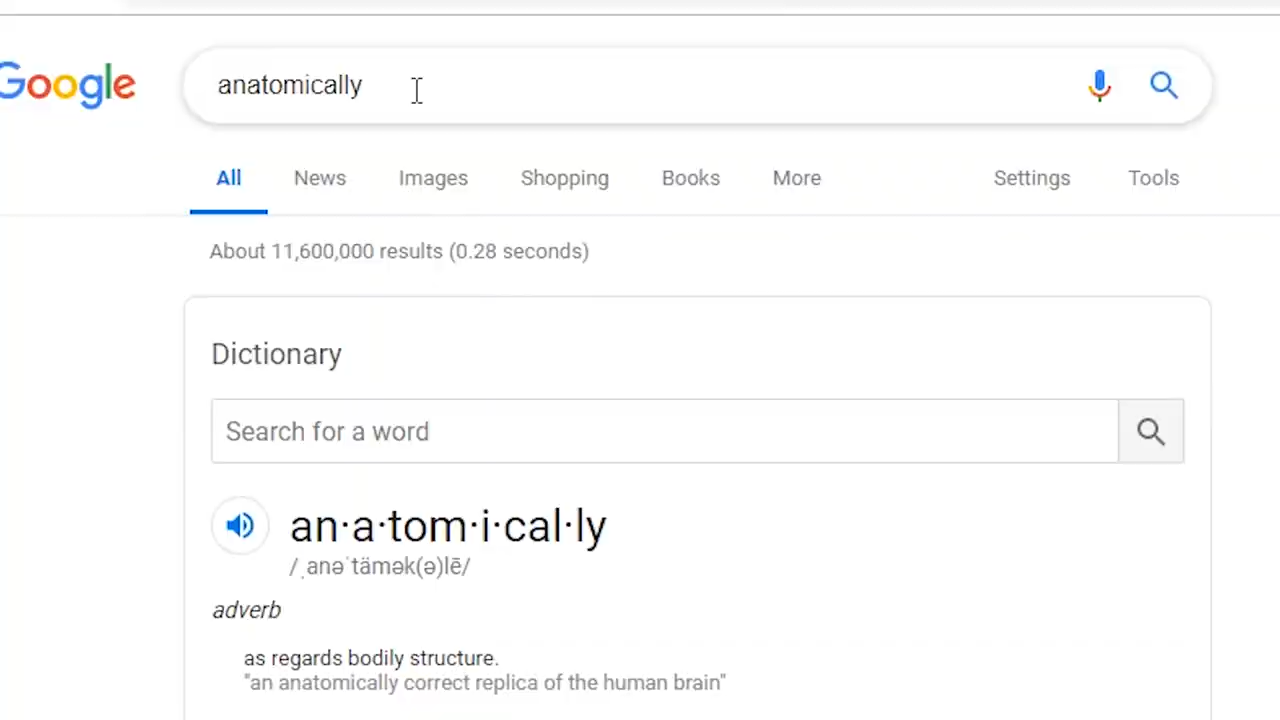 Google
anatomically
All News Images Shopping Books More Settings Tools
About 11,600,000 results (0.28 seconds)
Dictionary
Search for a word
an·a·tom·i·cal·ly
/ˌanəˈtämək(ə)lē/
adverb
as regards bodily structure.
"an anatomically correct replica of the human brain"